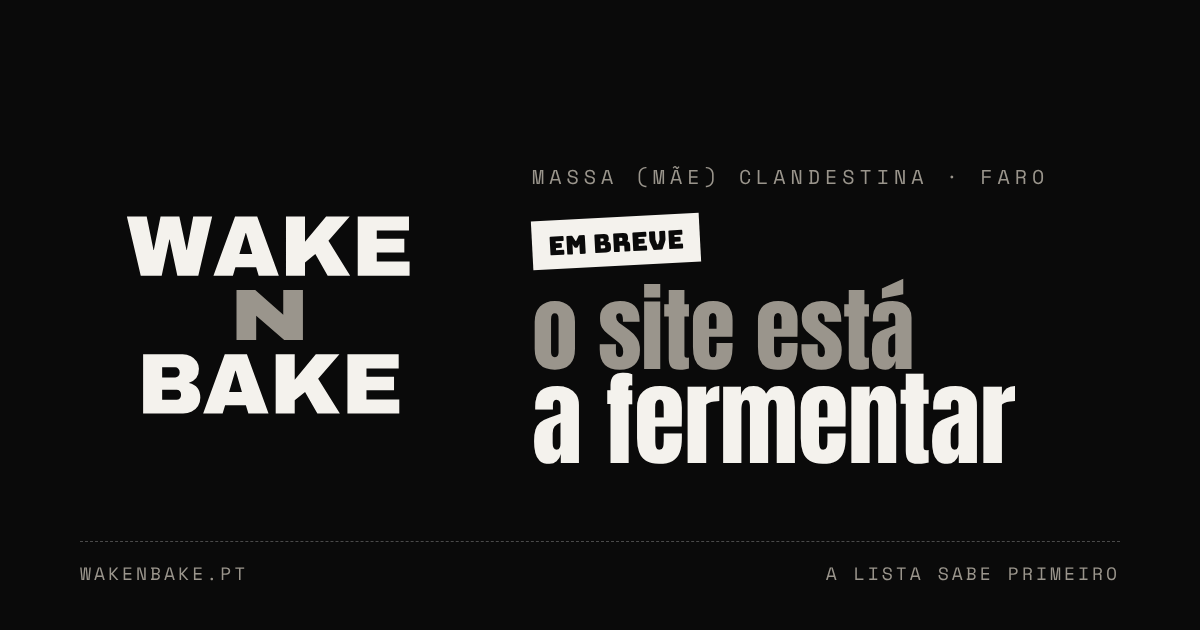 WAKE
N
BAKE
MASSA (MÃE) CLANDESTINA · FARO
EM BREVE
o site está
a fermentar
WAKENBAKE.PT
A LISTA SABE PRIMEIRO